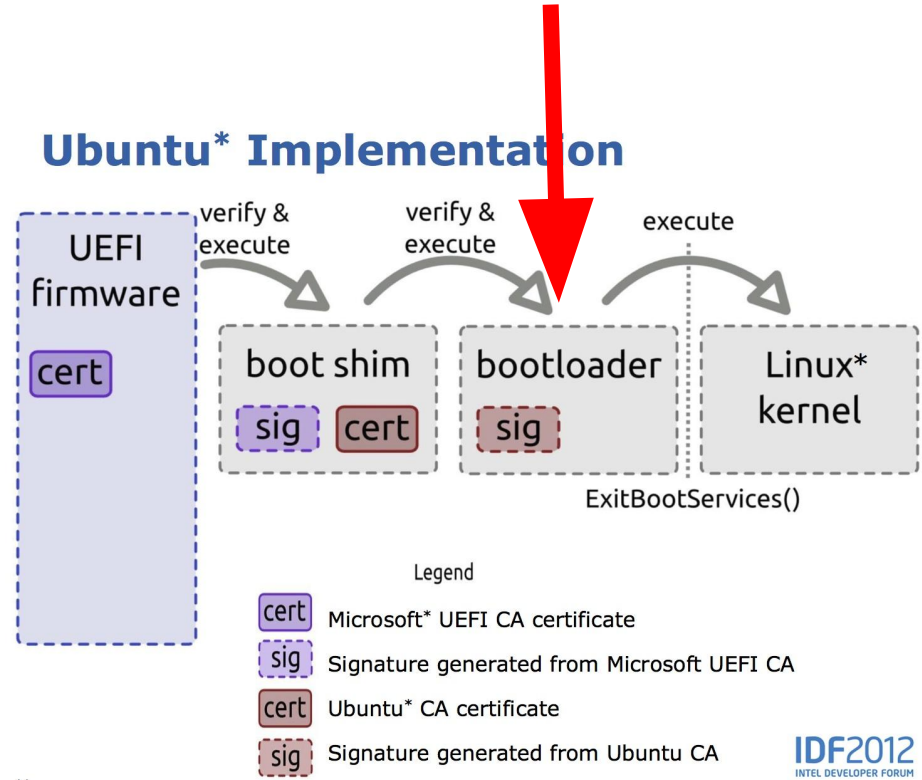 Ubuntu* Implementation
verify &
execute
verify &
execute
execute
UEFI
firmware
cert
boot shim
sig cert
bootloader
sig
Linux*
kernel
ExitBootServices()
Legend
cert Microsoft* UEFI CA certificate
sig Signature generated from Microsoft UEFI CA
cert Ubuntu* CA certificate
sig Signature generated from Ubuntu CA
IDF2012
INTEL DEVELOPER FORUM